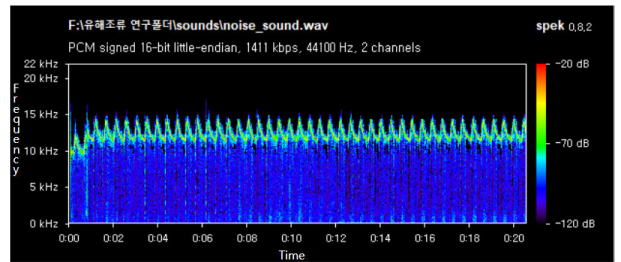 F:\유해조류 연구폴더\sounds\noise_sound.wav
spek 0,8,2
PCM signed 16-bit little-endian, 1411 kbps, 44100 Hz, 2 channels
Frequency
22 kHz
20 kHz
15 kHz
10 kHz
5 kHz
0 kHz
-20 dB
-70 dB
-120 dB
0:00 0:02 0:04 0:06 0:08 0:10 0:12 0:14 0:16 0:18 0:20
Time